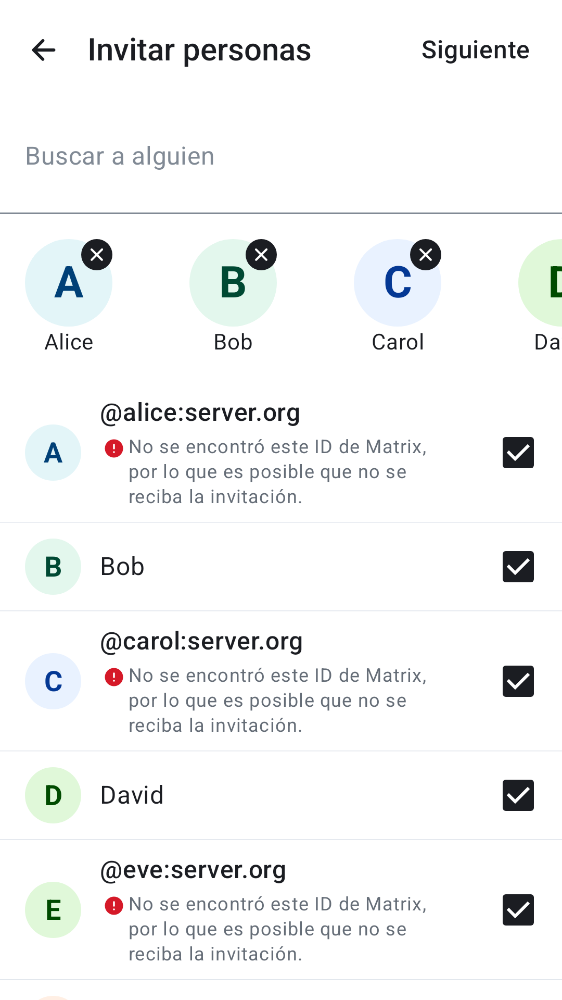 Invitar personas
Siguiente
Buscar a alguien
A
B
C
Alice
Bob
Carol
Da
@alice:server.org
A
No se encontró este ID de Matrix,
por lo que es posible que no se
reciba la invitación.
B
Bob
@carol:server.org
C
No se encontró este ID de Matrix,
por lo que es posible que no se
reciba la invitación.
D
David
@eve:server.org
E
No se encontró este ID de Matrix,
por lo que es posible que no se
reciba la invitación.